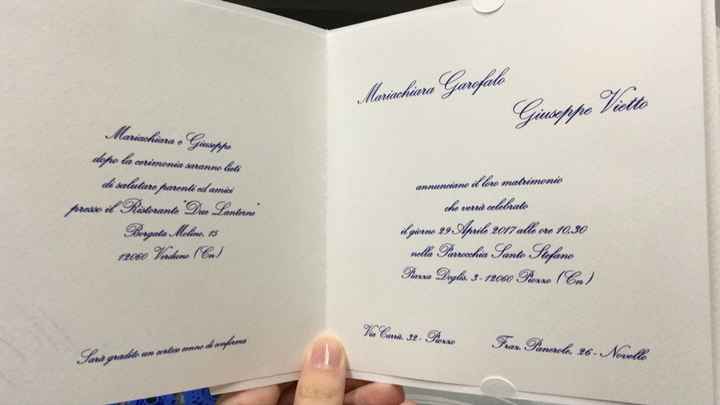 Mariachiara e Giuseppe
dopo la cerimonia saranno lieti
di salutare parenti ed amici
presso il Ristorante "Due Lanterne"
Borgata Molino, 15
12060 Verduno (Cn)
Sarà gradito un cortese cenno di conferma
Mariachiara Garofalo
Giuseppe Vietto
annunciano il loro matrimonio
che verrà celebrato
il giorno 29 Aprile 2017 alle ore 10,30
nella Parrocchia Santo Stefano
Piazza Doglio, 3 - 12060 Piozzo (Cn)
Via Carrù, 32 - Piozzo
Fraz. Panerole, 26 - Novello